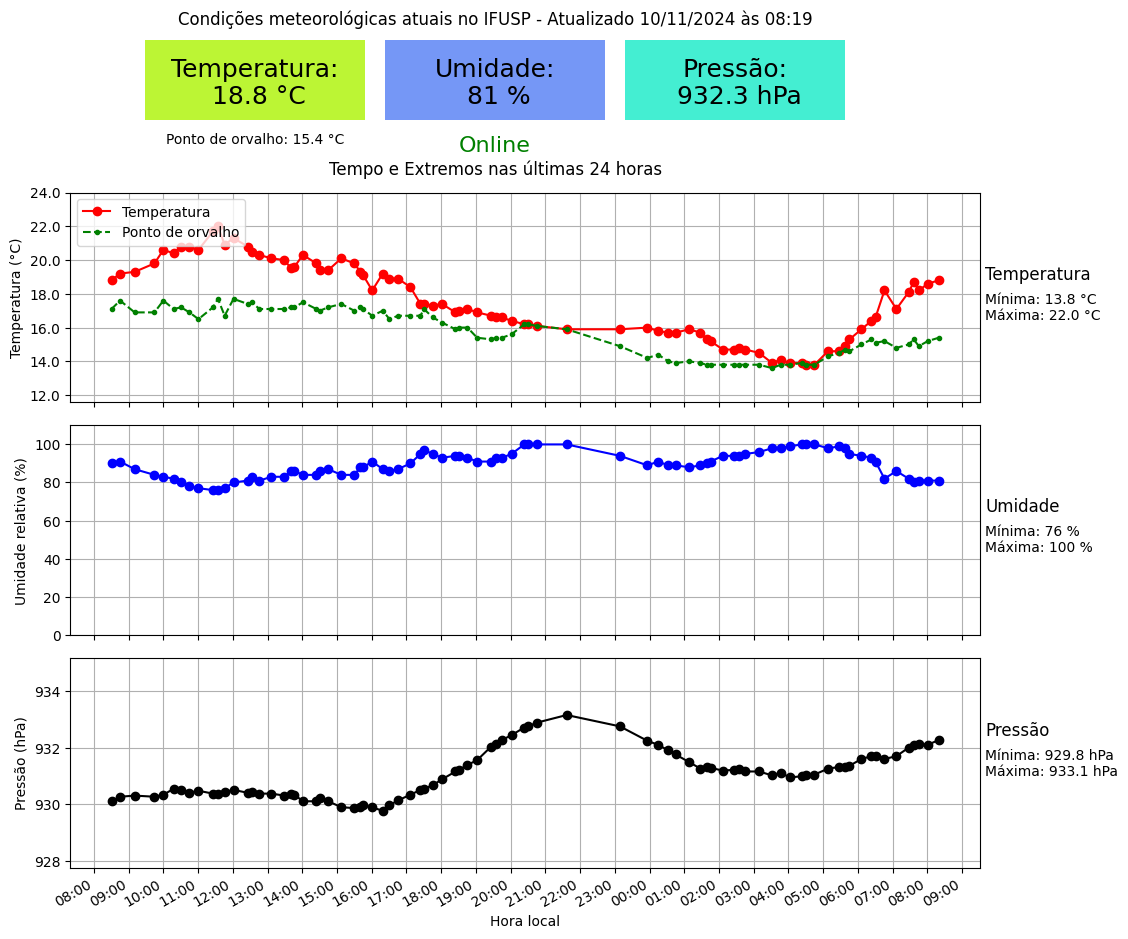 Condições meteorológicas atuais no IFUSP - Atualizado 10/11/2024 às 08:19
Temperatura:
18.8 °C
Umidade:
81 %
Pressão:
932.3 hPa
Ponto de orvalho: 15.4 °C
Online
Tempo e Extremos nas últimas 24 horas
Temperatura (°C)
24.0
22.0
20.0
18.0
16.0
14.0
12.0
Temperatura
Ponto de orvalho
Temperatura
Mínima: 13.8 °C
Máxima: 22.0 °C
Umidade relativa (%)
100
80
60
40
20
0
Umidade
Mínima: 76 %
Máxima: 100 %
Pressão (hPa)
934
932
930
928
Pressão
Mínima: 929.8 hPa
Máxima: 933.1 hPa
08:00 09:00 10:00 11:00 12:00 13:00 14:00 15:00 16:00 17:00 18:00 19:00 20:00 21:00 22:00 23:00 00:00 01:00 02:00 03:00 04:00 05:00 06:00 07:00 08:00 09:00
Hora local